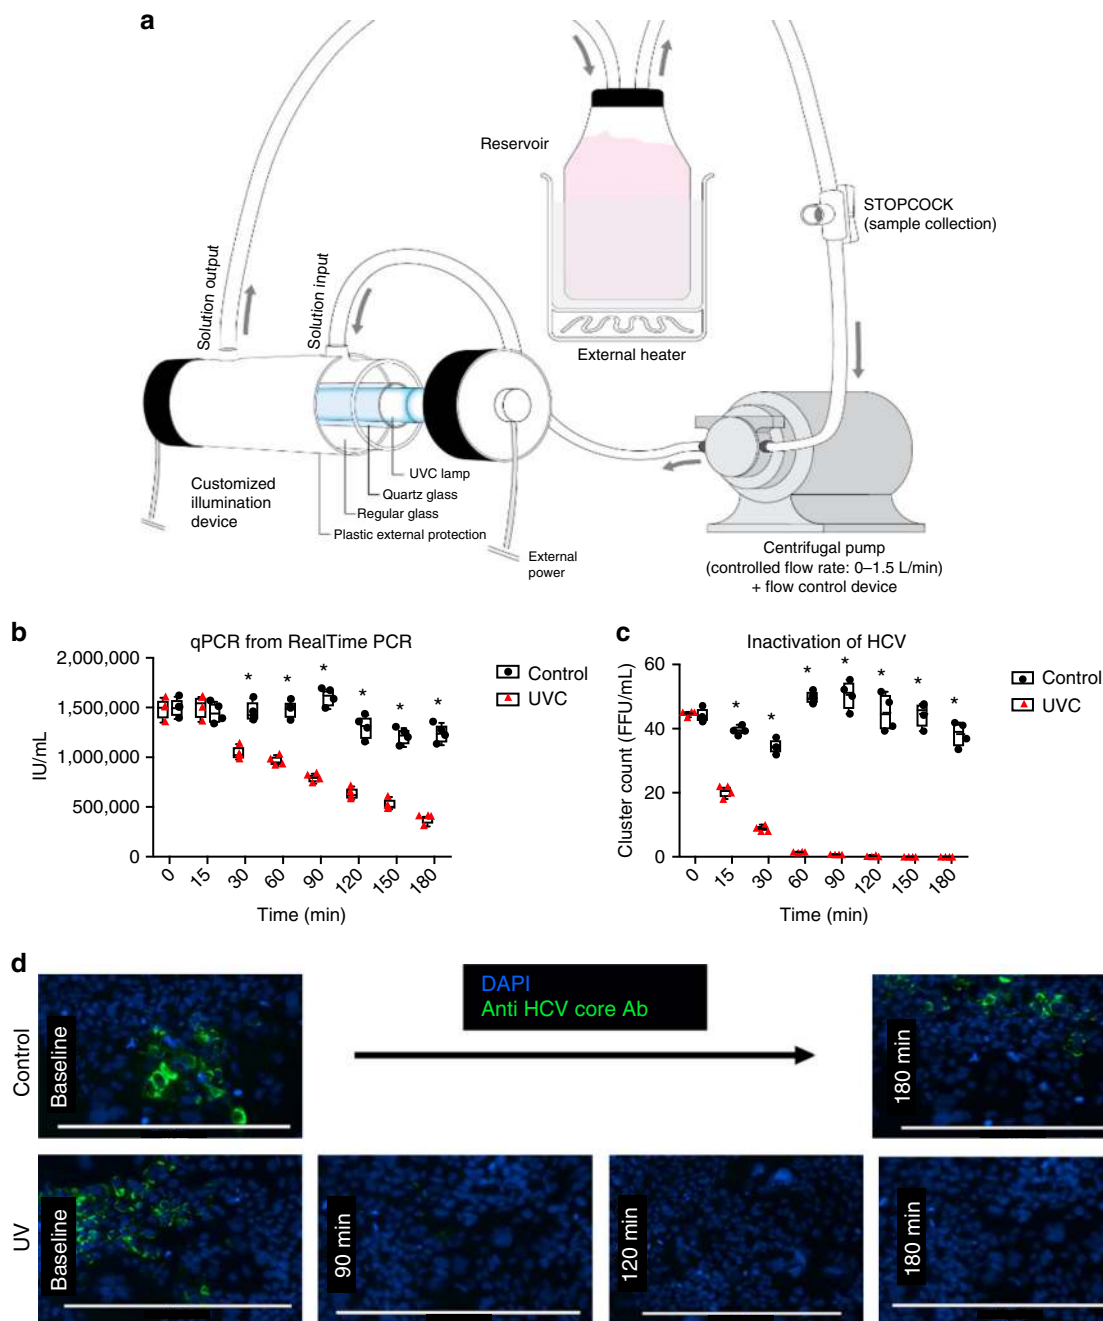 a
Reservoir
STOPCOCK
(sample collection)
Solution output
Solution input
External heater
UVC lamp
Quartz glass
Regular glass
Plastic external protection
Customized
illumination
device
External
power
Centrifugal pump
(controlled flow rate: 0–1.5 L/min)
+ flow control device
b
qPCR from RealTime PCR
IU/mL
2,000,000
1,500,000
1,000,000
500,000
0
* * * * * *
Control
UVC
0 15 30 60 90 120 150 180
Time (min)
c
Inactivation of HCV
Cluster count (FFU/mL)
60
40
20
0
* * * * * * *
Control
UVC
0 15 30 60 90 120 150 180
Time (min)
d
DAPI
Anti HCV core Ab
Control
Baseline
180 min
UV
Baseline
90 min
120 min
180 min